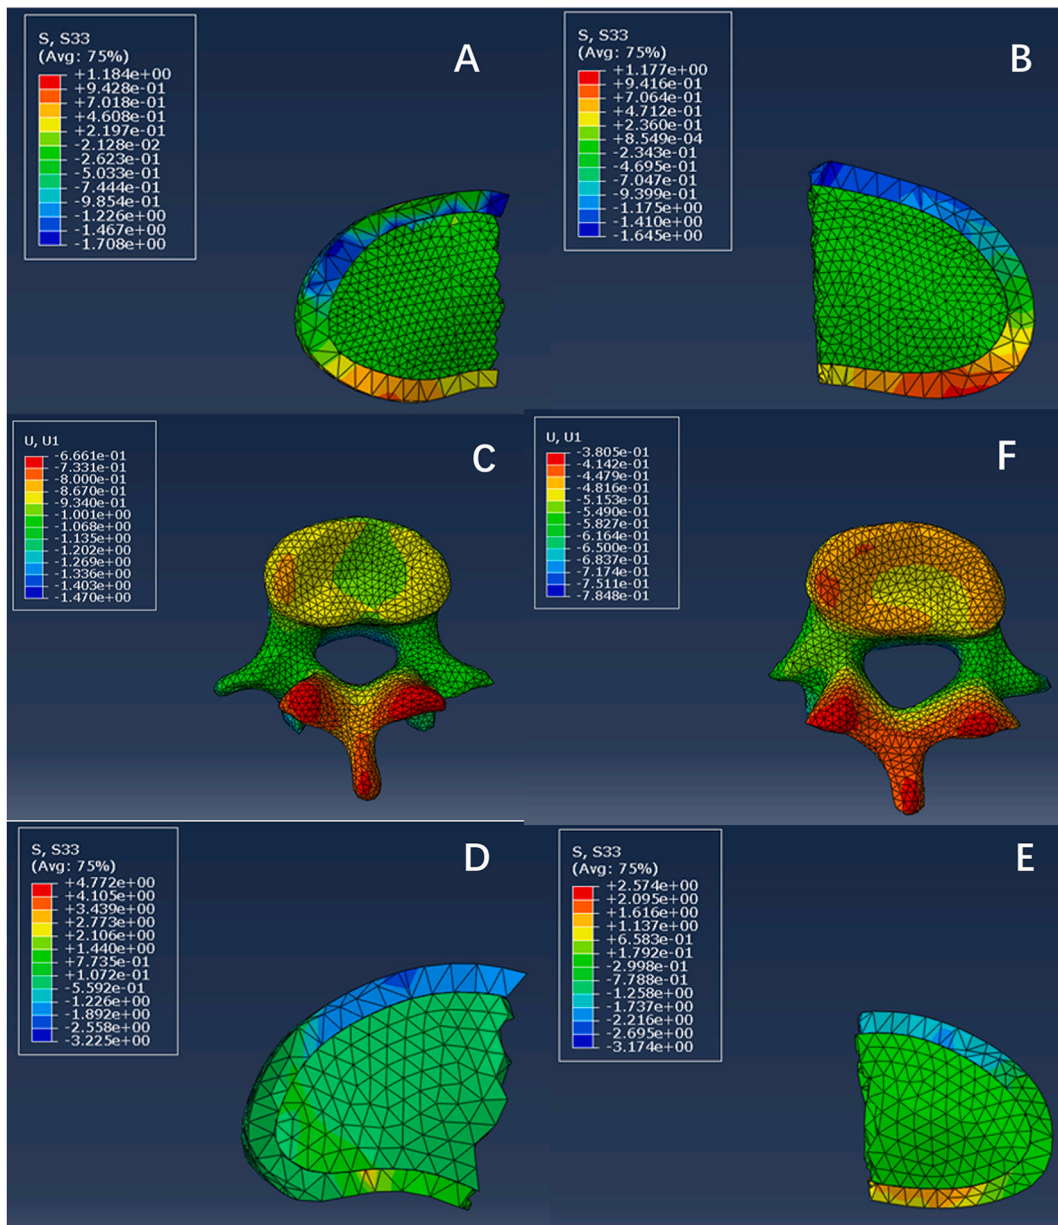 S, S33
(Avg: 75%)
+1.184e+00
+9.428e-01
+7.018e-01
+4.608e-01
+2.197e-01
-2.128e-02
-2.623e-01
-5.033e-01
-7.444e-01
-9.854e-01
-1.226e+00
-1.467e+00
-1.708e+00
A
S, S33
(Avg: 75%)
+1.177e+00
+9.416e-01
+7.064e-01
+4.712e-01
+2.360e-01
+8.549e-04
-2.343e-01
-4.695e-01
-7.047e-01
-9.399e-01
-1.175e+00
-1.410e+00
-1.645e+00
B
U, U1
-6.661e-01
-7.331e-01
-8.000e-01
-8.670e-01
-9.340e-01
-1.001e+00
-1.068e+00
-1.135e+00
-1.202e+00
-1.269e+00
-1.336e+00
-1.403e+00
-1.470e+00
C
U, U1
-3.805e-01
-4.142e-01
-4.479e-01
-4.816e-01
-5.153e-01
-5.490e-01
-5.827e-01
-6.164e-01
-6.500e-01
-6.837e-01
-7.174e-01
-7.511e-01
-7.848e-01
F
S, S33
(Avg: 75%)
+4.772e+00
+4.105e+00
+3.439e+00
+2.773e+00
+2.106e+00
+1.440e+00
+7.735e-01
+1.072e-01
-5.592e-01
-1.226e+00
-1.892e+00
-2.558e+00
-3.225e+00
D
S, S33
(Avg: 75%)
+2.574e+00
+2.095e+00
+1.616e+00
+1.137e+00
+6.583e-01
+1.792e-01
-2.998e-01
-7.788e-01
-1.258e+00
-1.737e+00
-2.216e+00
-2.695e+00
-3.174e+00
E